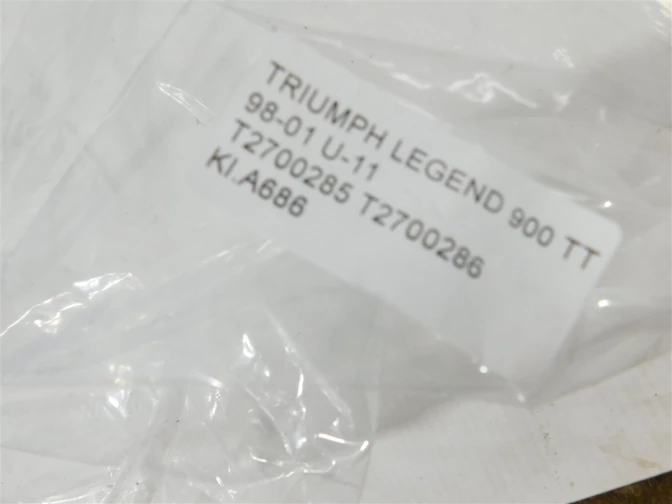 TRIUMPH LEGEND 900 TT
98-01 U-11
T2700285 T2700286
KI.A686